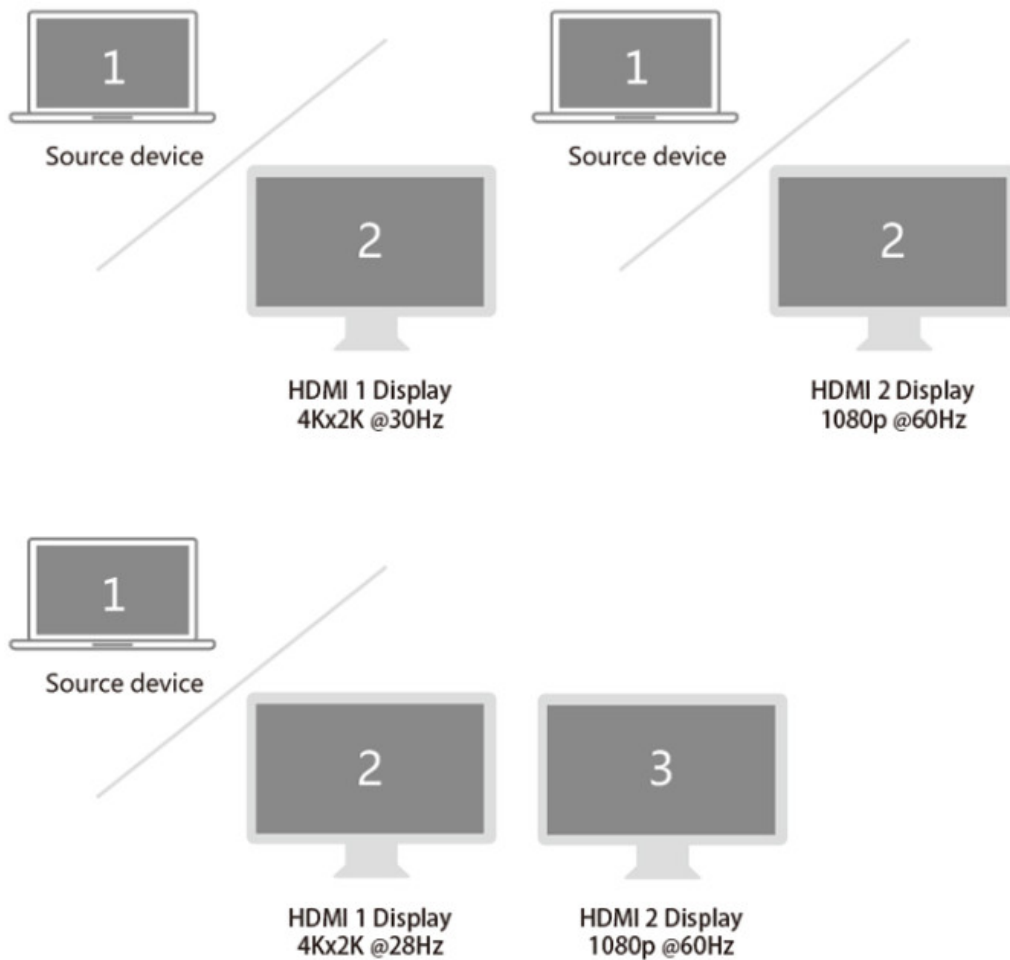 1
Source device
2
HDMI 1 Display
4Kx2K @30Hz
1
Source device
2
HDMI 2 Display
1080p @60Hz
1
Source device
2
HDMI 1 Display
4Kx2K @28Hz
3
HDMI 2 Display
1080p @60Hz